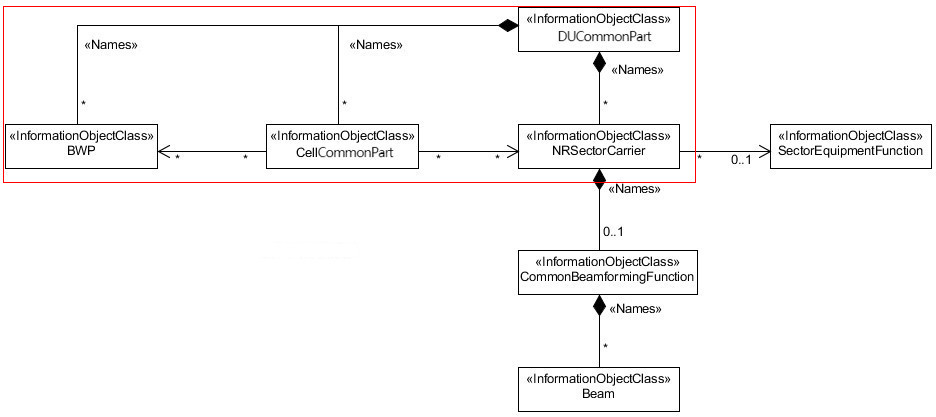 «InformationObjectClass»
DUCommonPart
«Names»
«Names»
«Names»
*
*
*
«InformationObjectClass»
BWP
«InformationObjectClass»
CellCommonPart
«InformationObjectClass»
NRSectorCarrier
«InformationObjectClass»
SectorEquipmentFunction
*
*
*
*
*
0..1
«Names»
0..1
«InformationObjectClass»
CommonBeamformingFunction
«Names»
*
«InformationObjectClass»
Beam